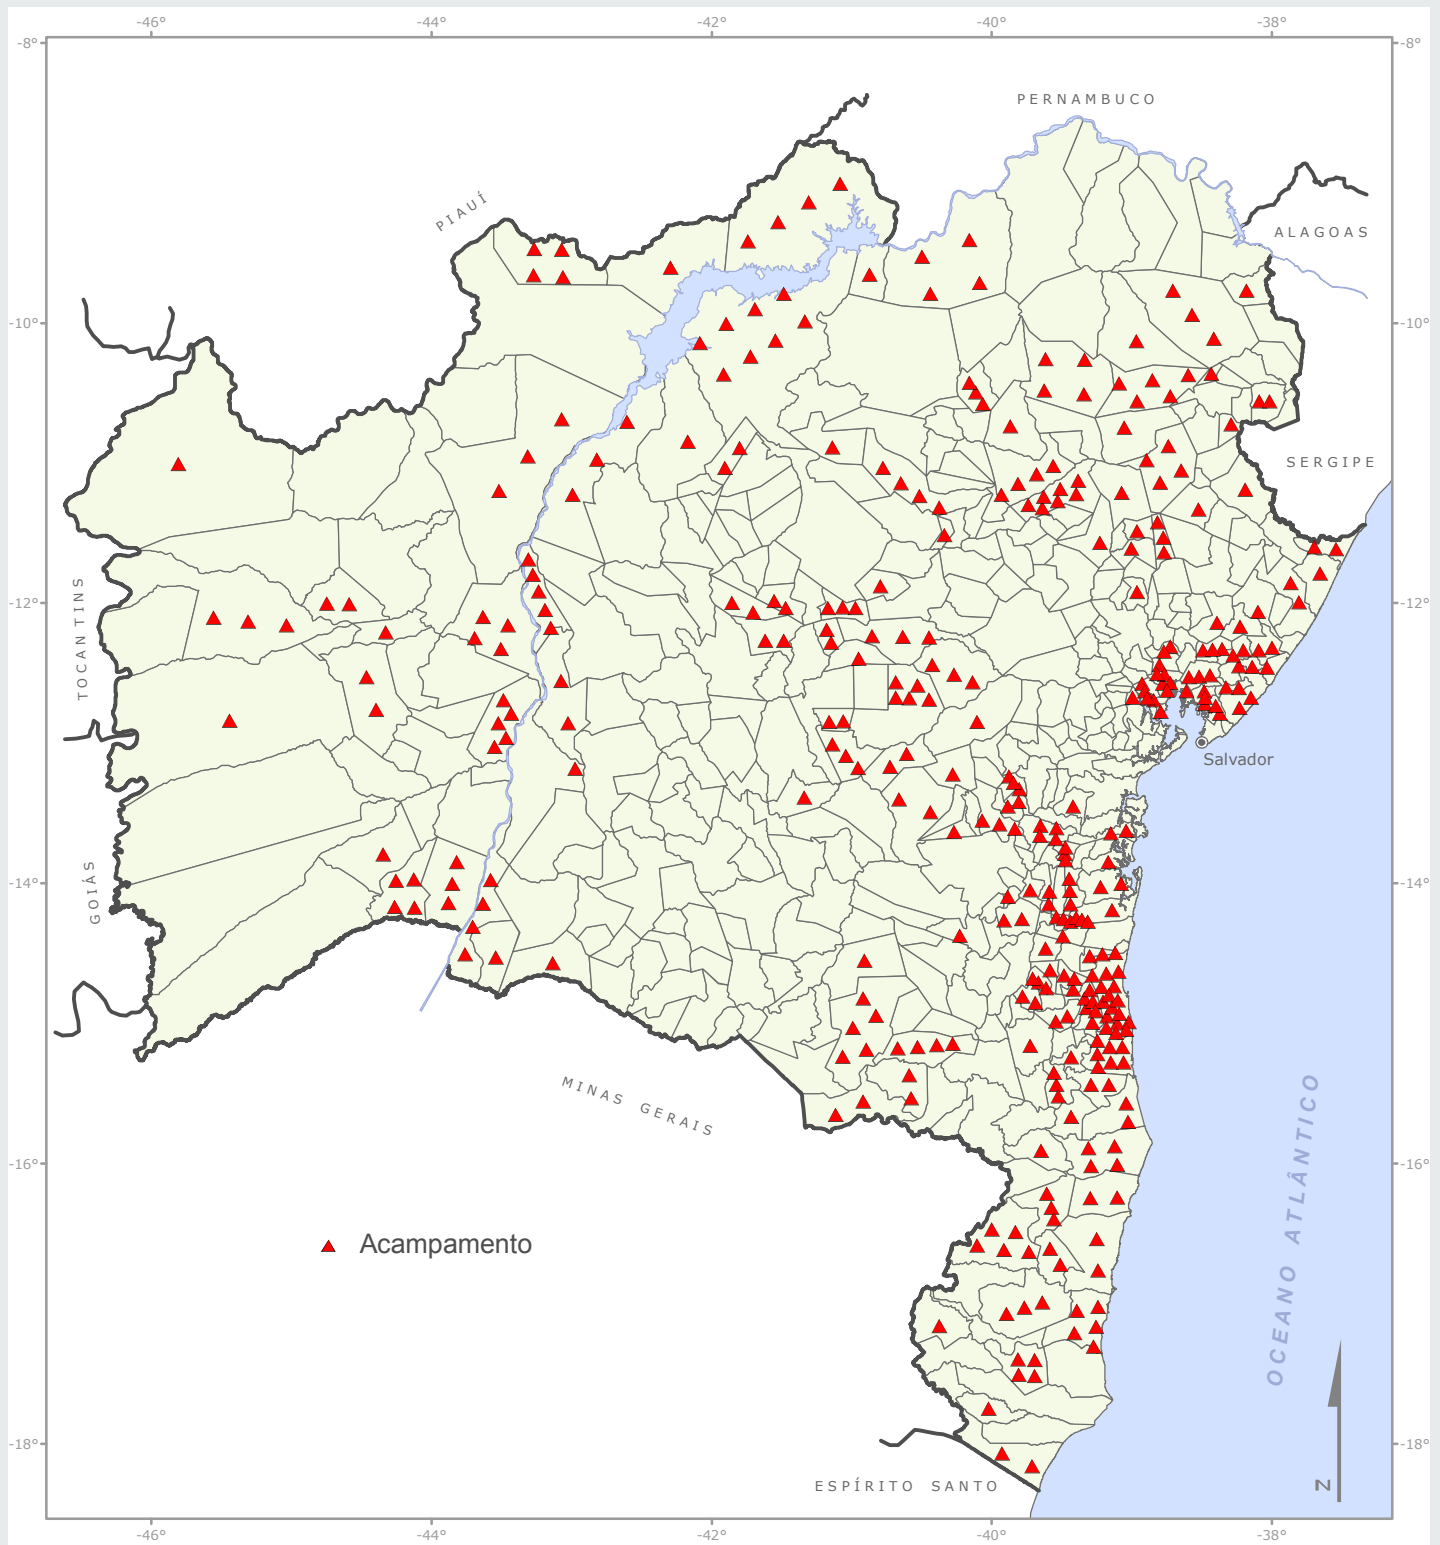 -46° -44° -42° -40° -38°
-8° -8°
PERNAMBUCO
PIAUÍ
ALAGOAS
-10° -10°
SERGIPE
TOCANTINS
-12° -12°
Salvador
GOIÁS
-14° -14°
MINAS GERAIS
OCEANO ATLÂNTICO
-16° -16°
Acampamento
-18° -18°
ESPÍRITO SANTO
N
-46° -44° -42° -40° -38°